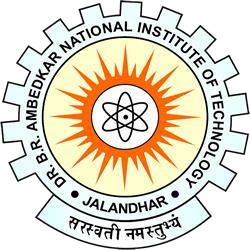 DR. B.R. AMBEDKAR NATIONAL INSTITUTE OF TECHNOLOGY
JALANDHAR
सरस्वती नमस्तुभ्यं